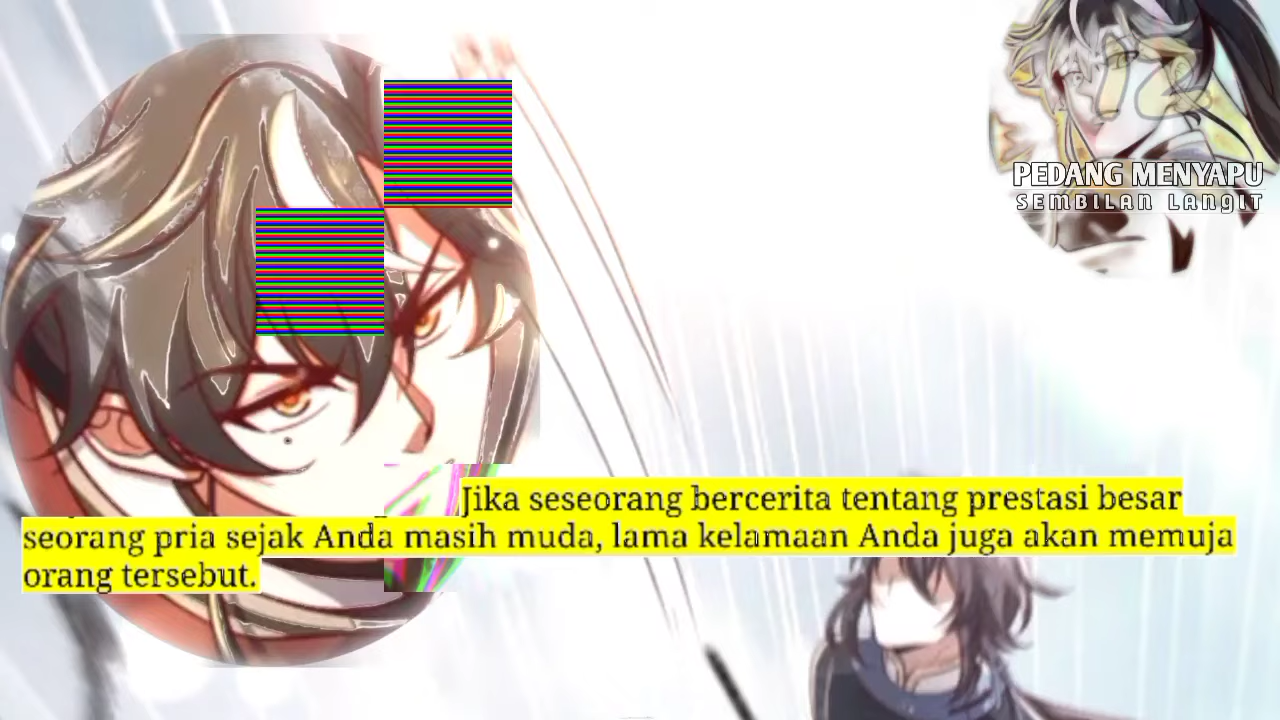 12
PEDANG MENYAPU
SEMBILAN LANGIT
Jika seseorang bercerita tentang prestasi besar
seorang pria sejak Anda masih muda, lama kelamaan Anda juga akan memuja
orang tersebut.